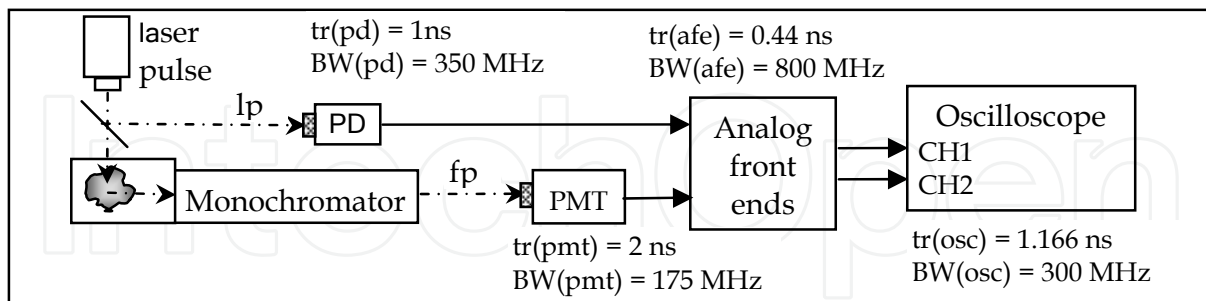 laser
pulse
tr(pd) = 1ns
BW(pd) = 350 MHz
tr(afe) = 0.44 ns
BW(afe) = 800 MHz
lp
PD
Analog
front
ends
Oscilloscope
CH1
CH2
Monochromator
fp
PMT
tr(pmt) = 2 ns
BW(pmt) = 175 MHz
tr(osc) = 1.166 ns
BW(osc) = 300 MHz
IntechOpen